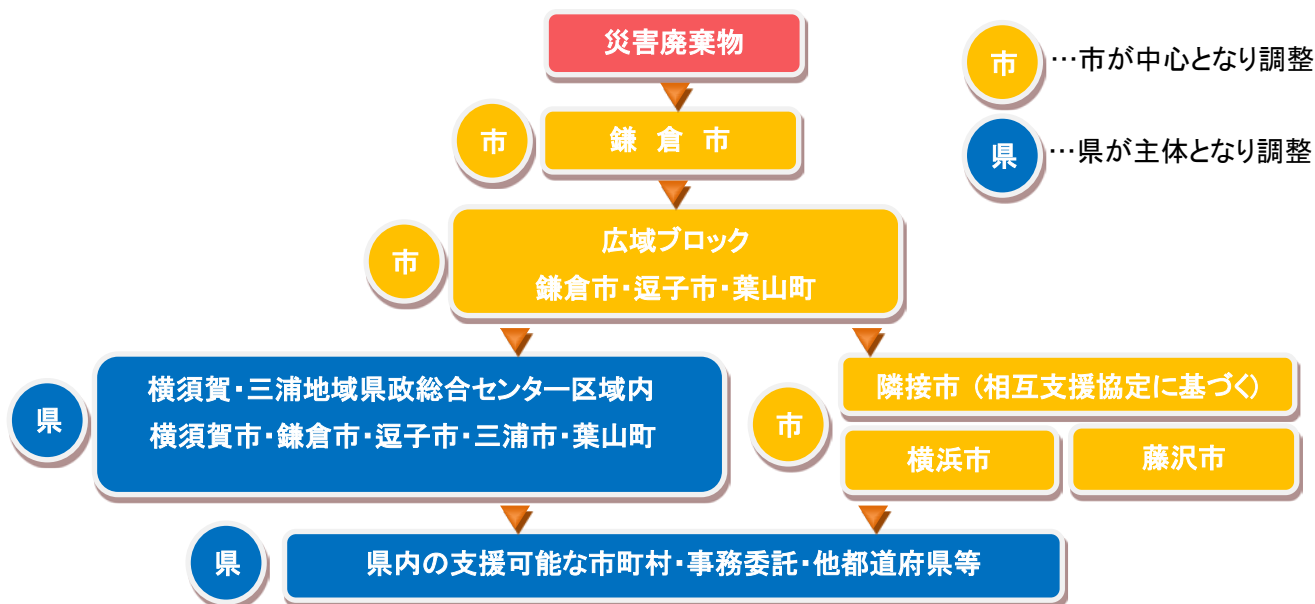 災害廃棄物
市 …市が中心となり調整
市 鎌 倉 市
県 …県が主体となり調整
市
広域ブロック
鎌倉市・逗子市・葉山町
県
横須賀・三浦地域県政総合センター区域内
横須賀市・鎌倉市・逗子市・三浦市・葉山町
市
隣接市（相互支援協定に基づく）
横浜市
藤沢市
県 県内の支援可能な市町村・事務委託・他都道府県等